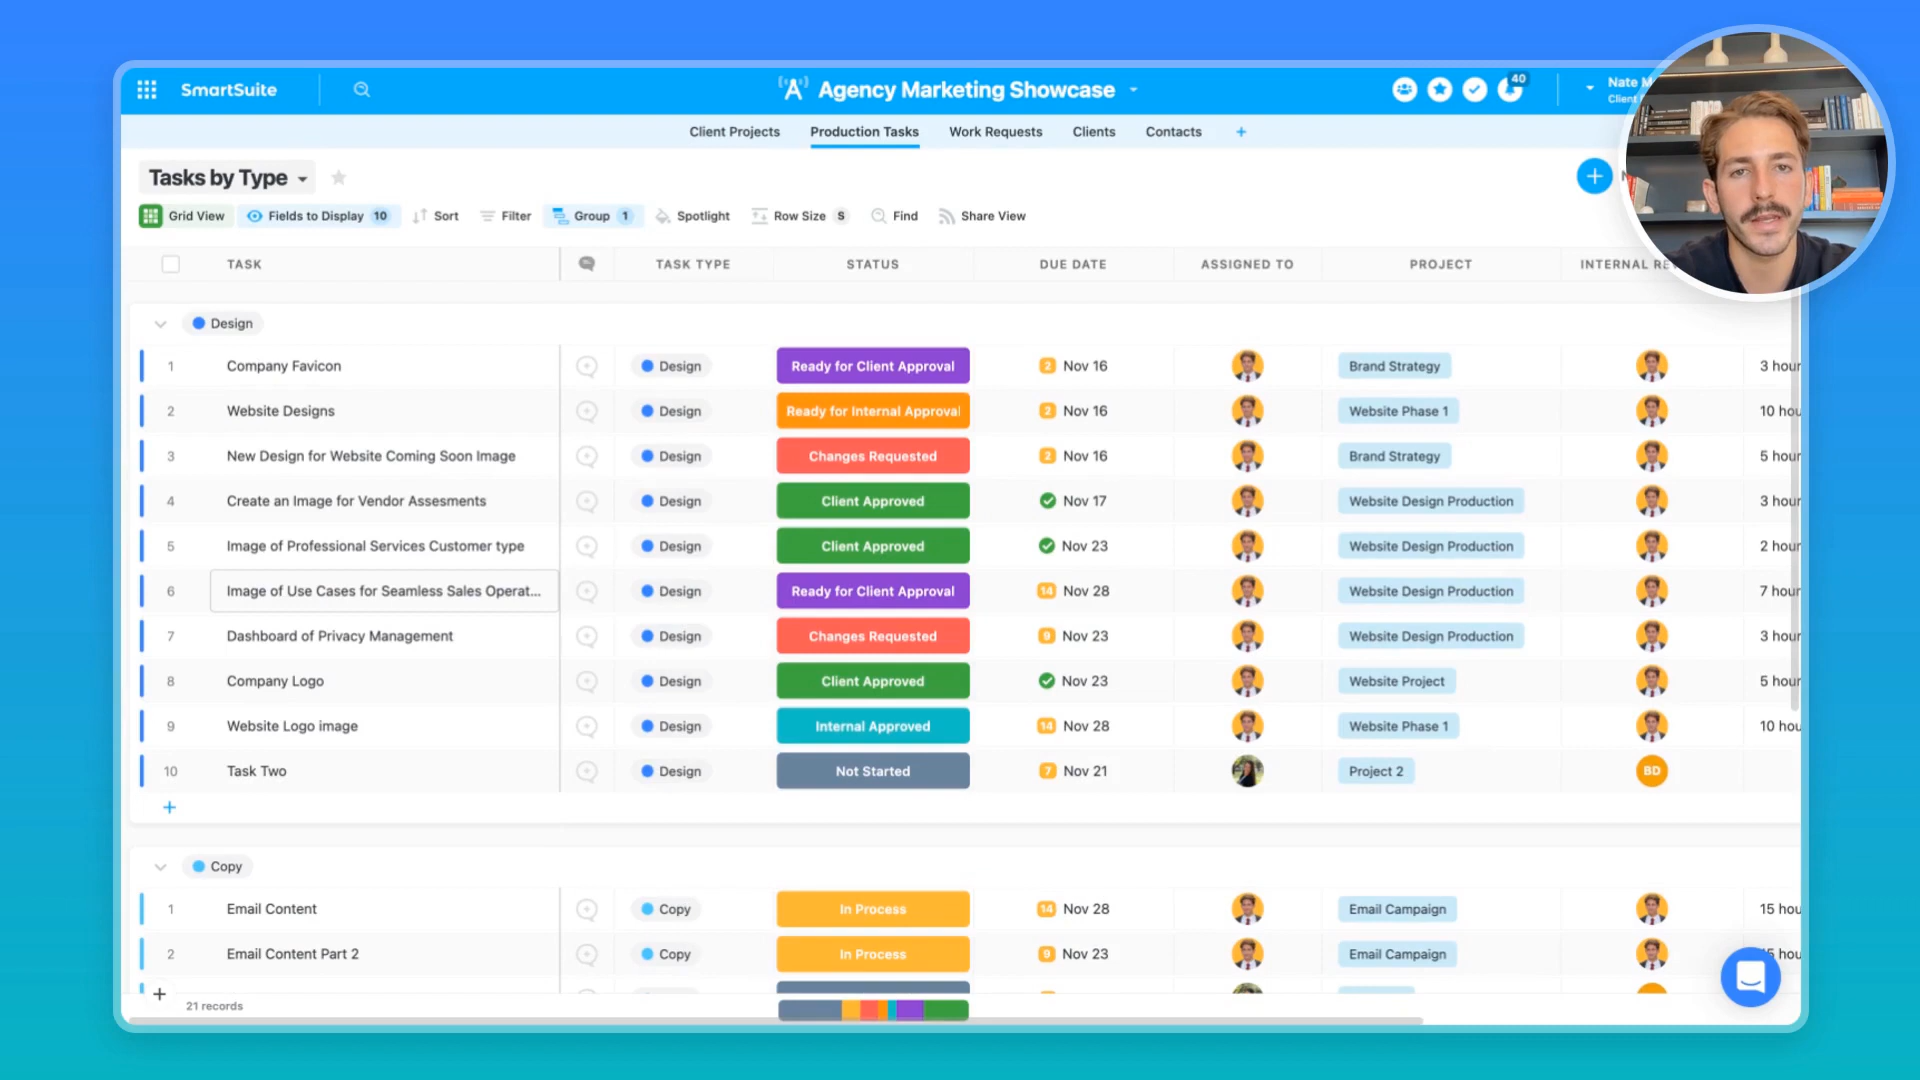 SmartSuite
Agency Marketing Showcase
40
Nate M
Client
Client Projects
Production Tasks
Work Requests
Clients
Contacts
+
Tasks by Type
Grid View
Fields to Display 10
Sort
Filter
Group 1
Spotlight
Row Size S
Find
Share View
TASK TASK TYPE STATUS DUE DATE ASSIGNED TO PROJECT INTERNAL RE
Design
1 Company Favicon Design Ready for Client Approval 2 Nov 16 Brand Strategy 3 hour
2 Website Designs Design Ready for Internal Approval 2 Nov 16 Website Phase 1 10 hou
3 New Design for Website Coming Soon Image Design Changes Requested 2 Nov 16 Brand Strategy 5 hour
4 Create an Image for Vendor Assesments Design Client Approved Nov 17 Website Design Production 3 hour
5 Image of Professional Services Customer type Design Client Approved Nov 23 Website Design Production 2 hour
6 Image of Use Cases for Seamless Sales Operat... Design Ready for Client Approval 14 Nov 28 Website Design Production 7 hour
7 Dashboard of Privacy Management Design Changes Requested 9 Nov 23 Website Design Production 3 hour
8 Company Logo Design Client Approved Nov 23 Website Project 5 hour
9 Website Logo image Design Internal Approved 14 Nov 28 Website Phase 1 10 hou
10 Task Two Design Not Started 7 Nov 21 Project 2 BD
+
Copy
1 Email Content Copy In Process 14 Nov 28 Email Campaign 15 hou
2 Email Content Part 2 Copy In Process 9 Nov 23 Email Campaign 5 hou
+
21 records